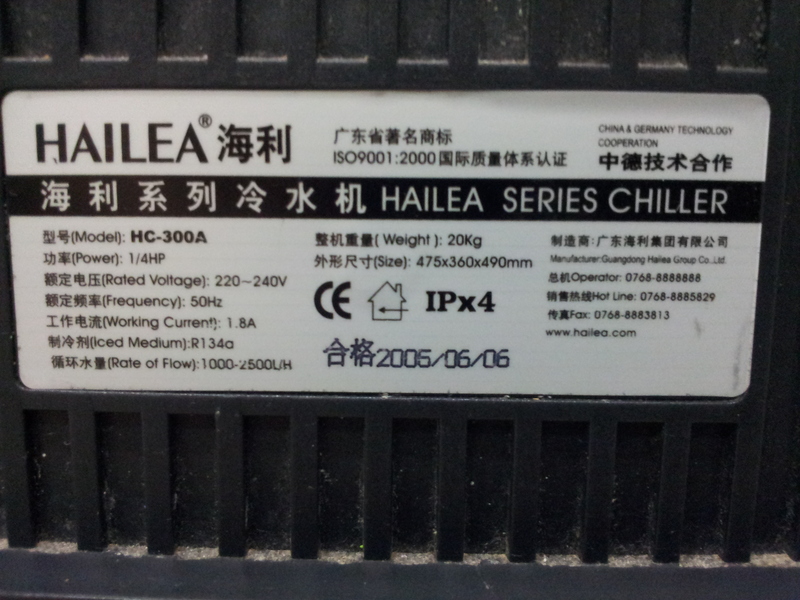 HAILEA® 海利
广东省著名商标
ISO9001:2000国际质量体系认证
CHINA & GERMANY TECHNOLOGY
COOPERATION
中德技术合作
海利系列冷水机 HAILEA SERIES CHILLER
型号(Model): HC-300A
功率(Power): 1/4HP
额定电压(Rated Voltage): 220~240V
额定频率(Frequency): 50Hz
工作电流(Working Current): 1.8A
制冷剂(Iced Medium):R134a
循环水量(Rate of Flow):1000-2500L/H
整机重量( Weight ): 20Kg
外形尺寸(Size): 475x360x490mm
CE IPx4
合格2005/06/06
制造商:广东海利集团有限公司
Manufacturer:Guangdong Hailea Group Co.,Ltd.
总机Operator: 0768-8888888
销售热线Hot Line: 0768-8885829
传真Fax: 0768-8883813
www.hailea.com